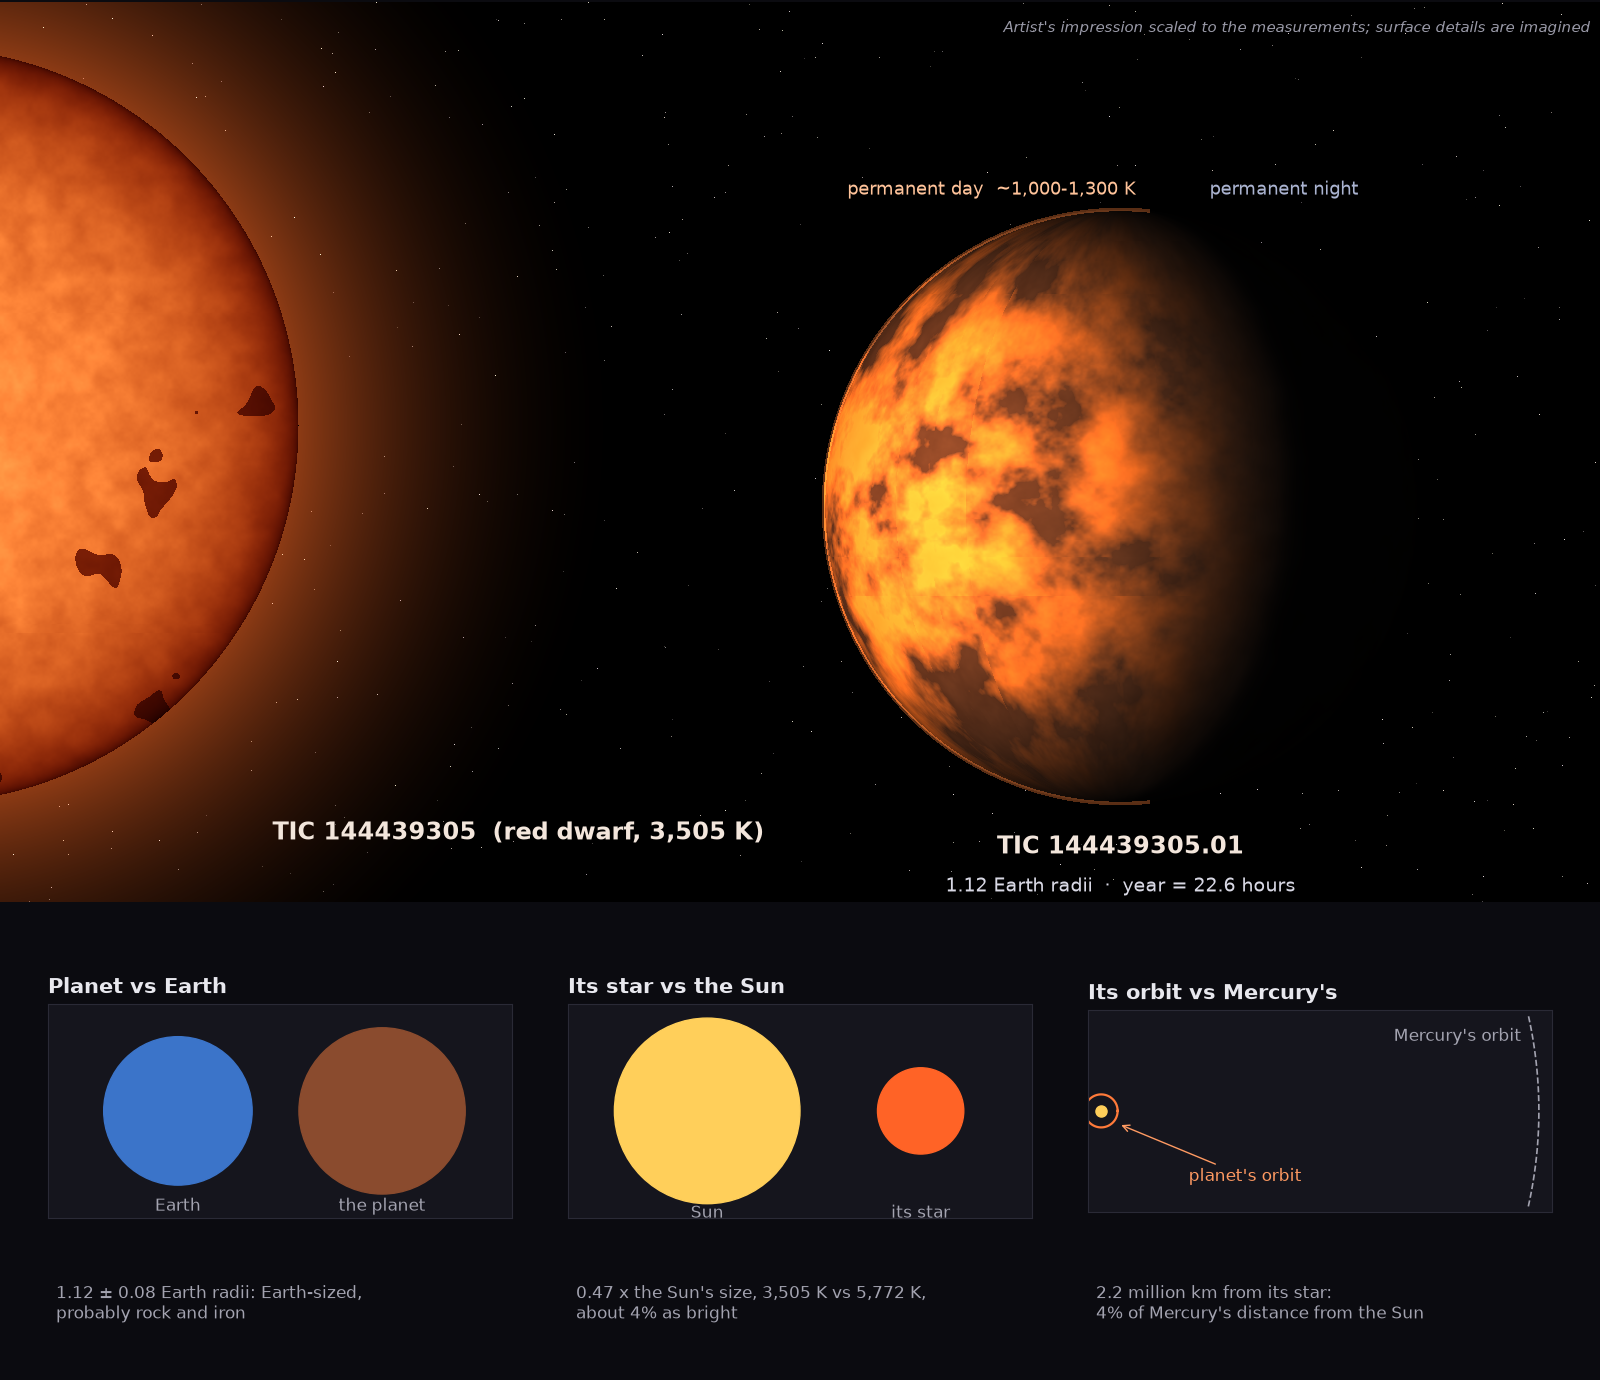 Artist's impression scaled to the measurements; surface details are imagined
permanent day  ~1,000-1,300 K
permanent night
TIC 144439305  (red dwarf, 3,505 K)
TIC 144439305.01
1.12 Earth radii  ·  year = 22.6 hours
Planet vs Earth
Earth
the planet
1.12 ± 0.08 Earth radii: Earth-sized,
probably rock and iron
Its star vs the Sun
Sun
its star
0.47 x the Sun's size, 3,505 K vs 5,772 K,
about 4% as bright
Its orbit vs Mercury's
Mercury's orbit
planet's orbit
2.2 million km from its star:
4% of Mercury's distance from the Sun